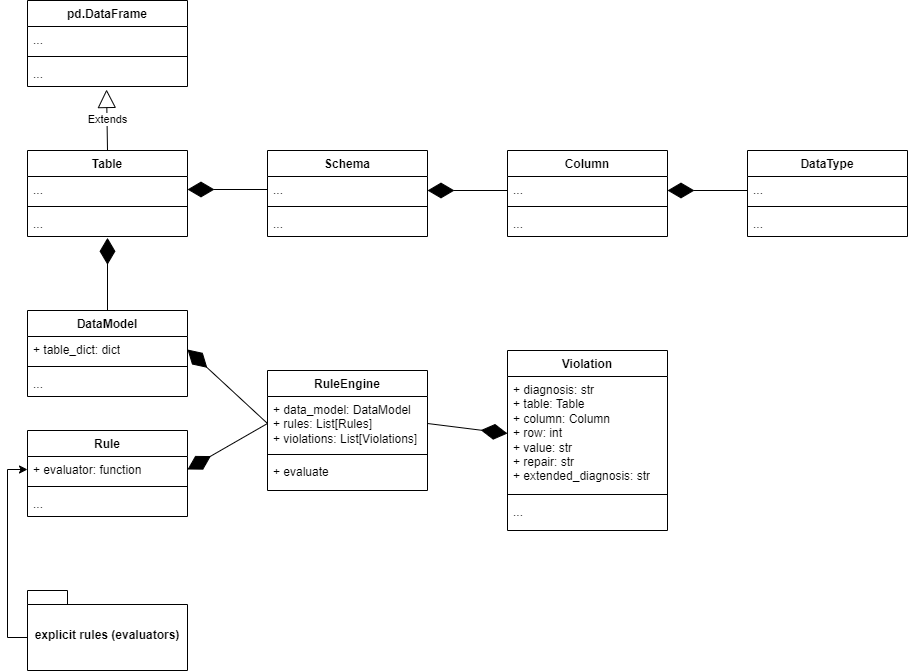 pd.DataFrame
...
...
Extends
Table
...
...
Schema
...
...
Column
...
...
DataType
...
...
DataModel
+ table_dict: dict
...
Rule
+ evaluator: function
...
RuleEngine
+ data_model: DataModel
+ rules: List[Rules]
+ violations: List[Violations]
+ evaluate
Violation
+ diagnosis: str
+ table: Table
+ column: Column
+ row: int
+ value: str
+ repair: str
+ extended_diagnosis: str
...
explicit rules (evaluators)